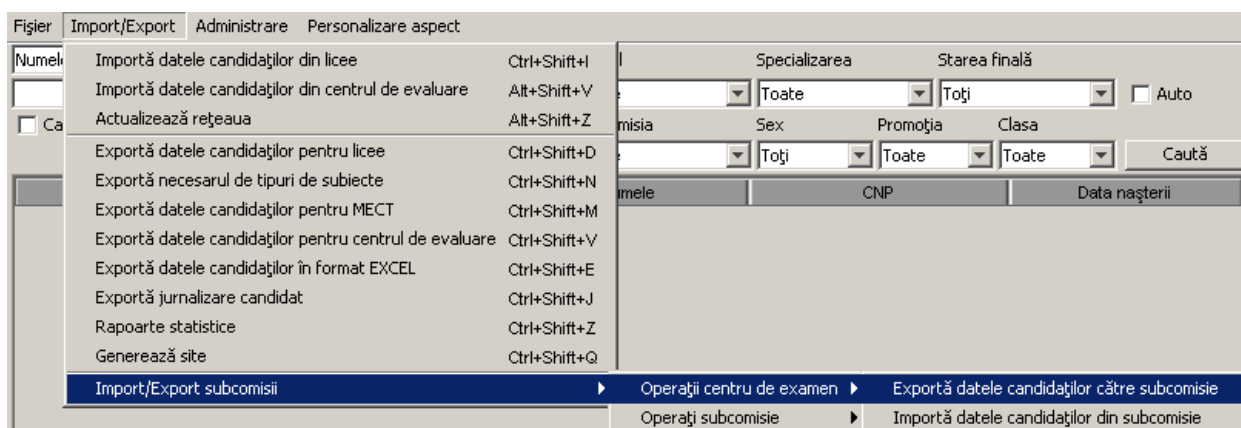 Fişier Import/Export Administrare Personalizare aspect
Importă datele candidaţilor din licee Ctrl+Shift+I
Specializarea Starea finală
Importă datele candidaţilor din centrul de evaluare Alt+Shift+V
Toate Toţi Auto
Actualizează reţeaua Alt+Shift+Z
Sex Promoţia Clasa
Exportă datele candidaţilor pentru licee Ctrl+Shift+D
Toţi Toate Toate Caută
Exportă necesarul de tipuri de subiecte Ctrl+Shift+N
CNP Data naşterii
Exportă datele candidaţilor pentru MECT Ctrl+Shift+M
Exportă datele candidaţilor pentru centrul de evaluare Ctrl+Shift+V
Exportă datele candidaţilor în format EXCEL Ctrl+Shift+E
Exportă jurnalizare candidat Ctrl+Shift+J
Rapoarte statistice Ctrl+Shift+Z
Generează site Ctrl+Shift+Q
Import/Export subcomisii Operaţii centru de examen Exportă datele candidaţilor către subcomisie
Operaţi subcomisie Importă datele candidaţilor din subcomisie